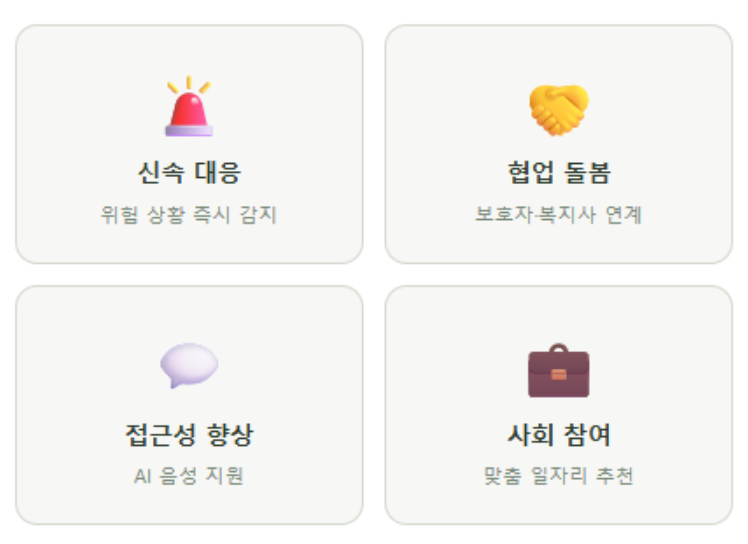 신속 대응
위험 상황 즉시 감지
협업 돌봄
보호자·복지사 연계
접근성 향상
AI 음성 지원
사회 참여
맞춤 일자리 추천